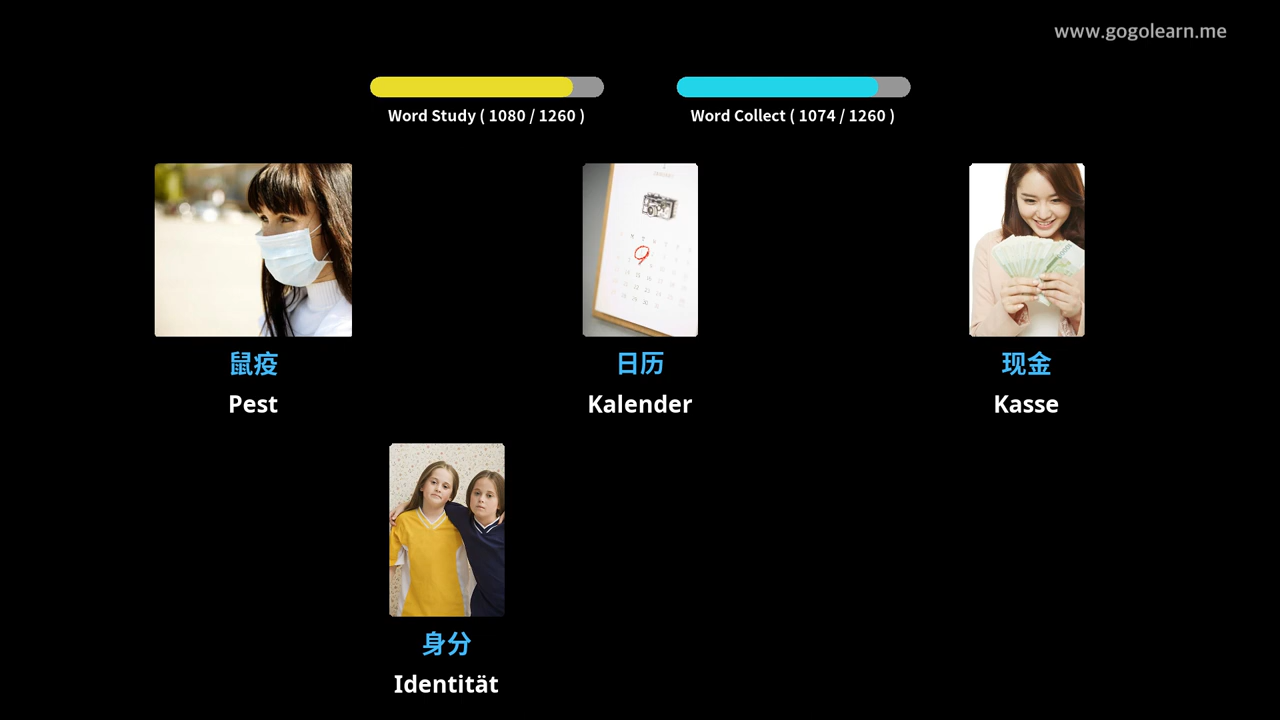 www.gogolearn.me
Word Study ( 1080 / 1260 )
Word Collect ( 1074 / 1260 )
鼠疫
日历
现金
Pest
Kalender
Kasse
身分
Identität